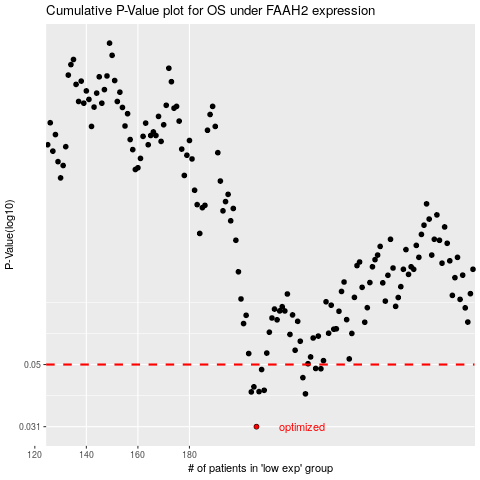 Cumulative P-Value plot for OS under FAAH2 expression
P-Value(log10)
0.05
0.031
optimized
120 140 160 180
# of patients in 'low exp' group